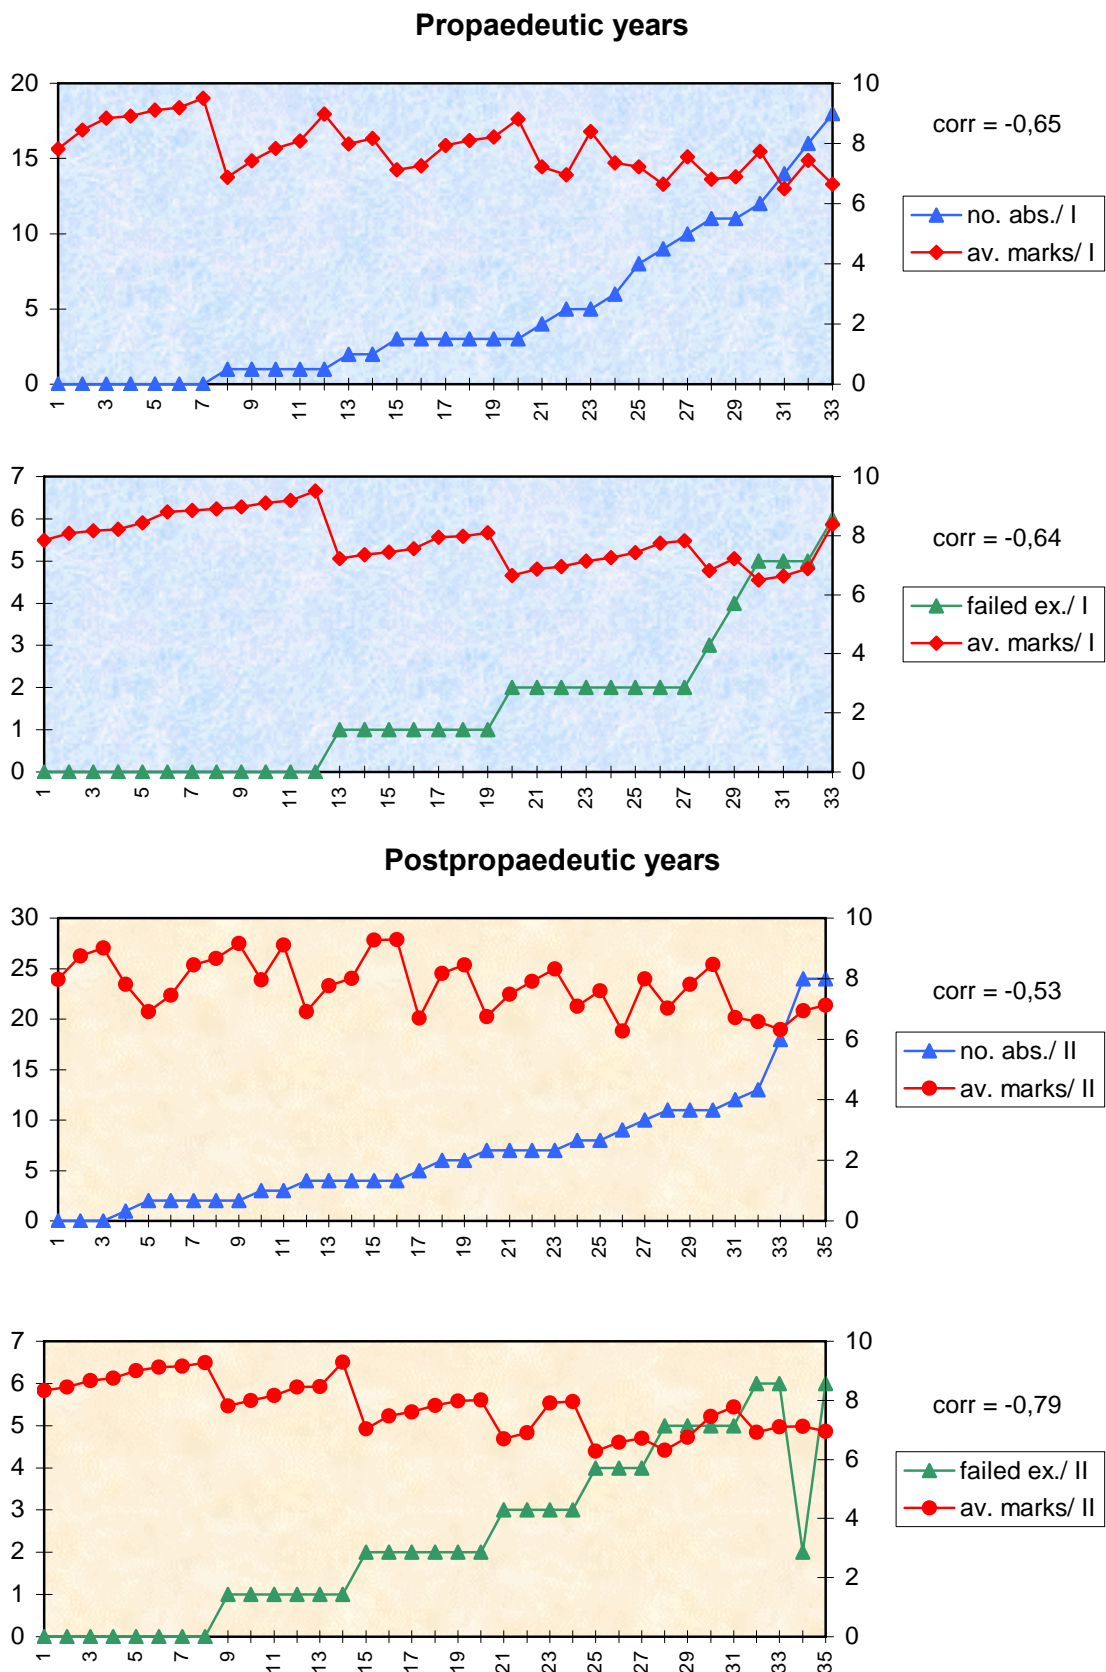 Propaedeutic years
20
15
10
5
0
10
8
6
4
2
0
1 3 5 7 9 11 13 15 17 19 21 23 25 27 29 31 33
corr = -0,65
no. abs./ I
av. marks/ I
7
6
5
4
3
2
1
0
10
8
6
4
2
0
1 3 5 7 9 11 13 15 17 19 21 23 25 27 29 31 33
corr = -0,64
failed ex./ I
av. marks/ I
Postpropaedeutic years
30
25
20
15
10
5
0
10
8
6
4
2
0
1 3 5 7 9 11 13 15 17 19 21 23 25 27 29 31 33 35
corr = -0,53
no. abs./ II
av. marks/ II
7
6
5
4
3
2
1
0
10
8
6
4
2
0
1 3 5 7 9 11 13 15 17 19 21 23 25 27 29 31 33 35
corr = -0,79
failed ex./ II
av. marks/ II